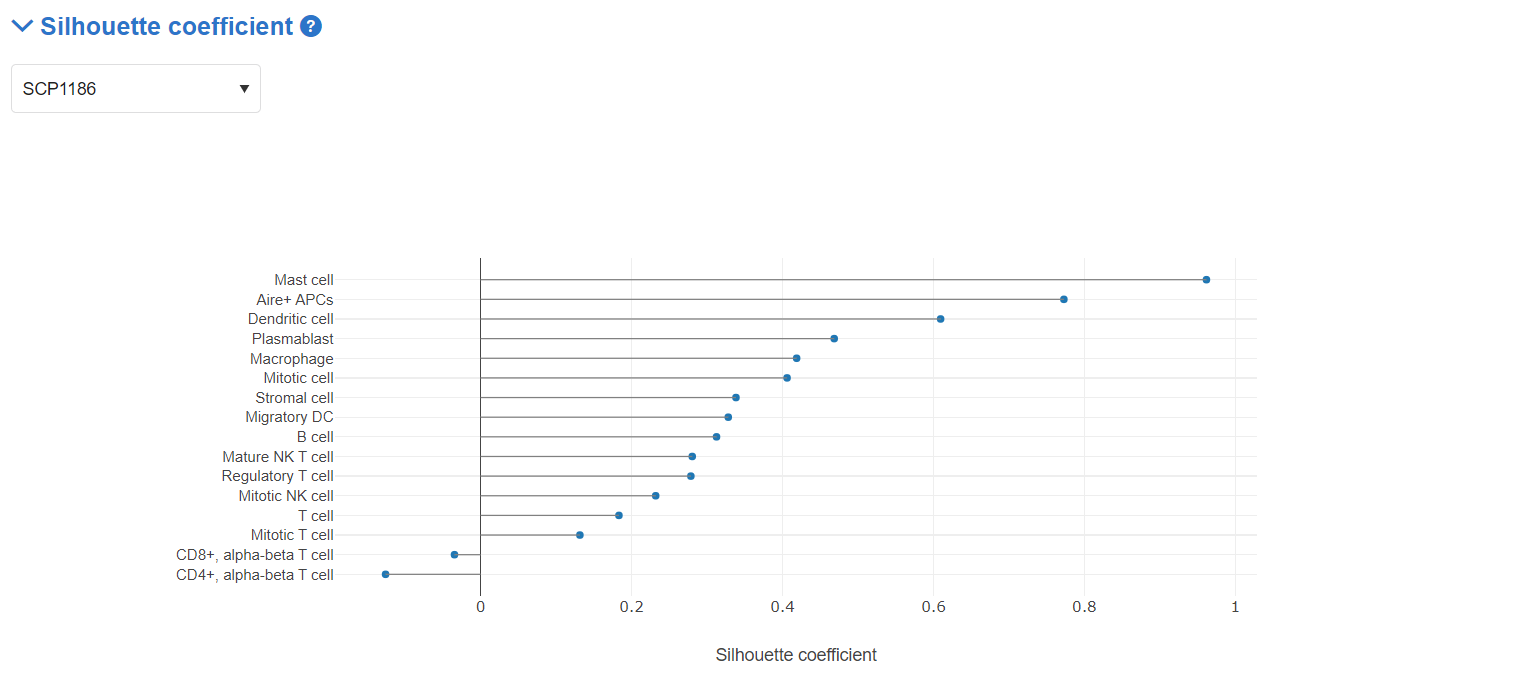 Silhouette coefficient ?
SCP1186
Mast cell
Aire+ APCs
Dendritic cell
Plasmablast
Macrophage
Mitotic cell
Stromal cell
Migratory DC
B cell
Mature NK T cell
Regulatory T cell
Mitotic NK cell
T cell
Mitotic T cell
CD8+, alpha-beta T cell
CD4+, alpha-beta T cell
0 0.2 0.4 0.6 0.8 1
Silhouette coefficient